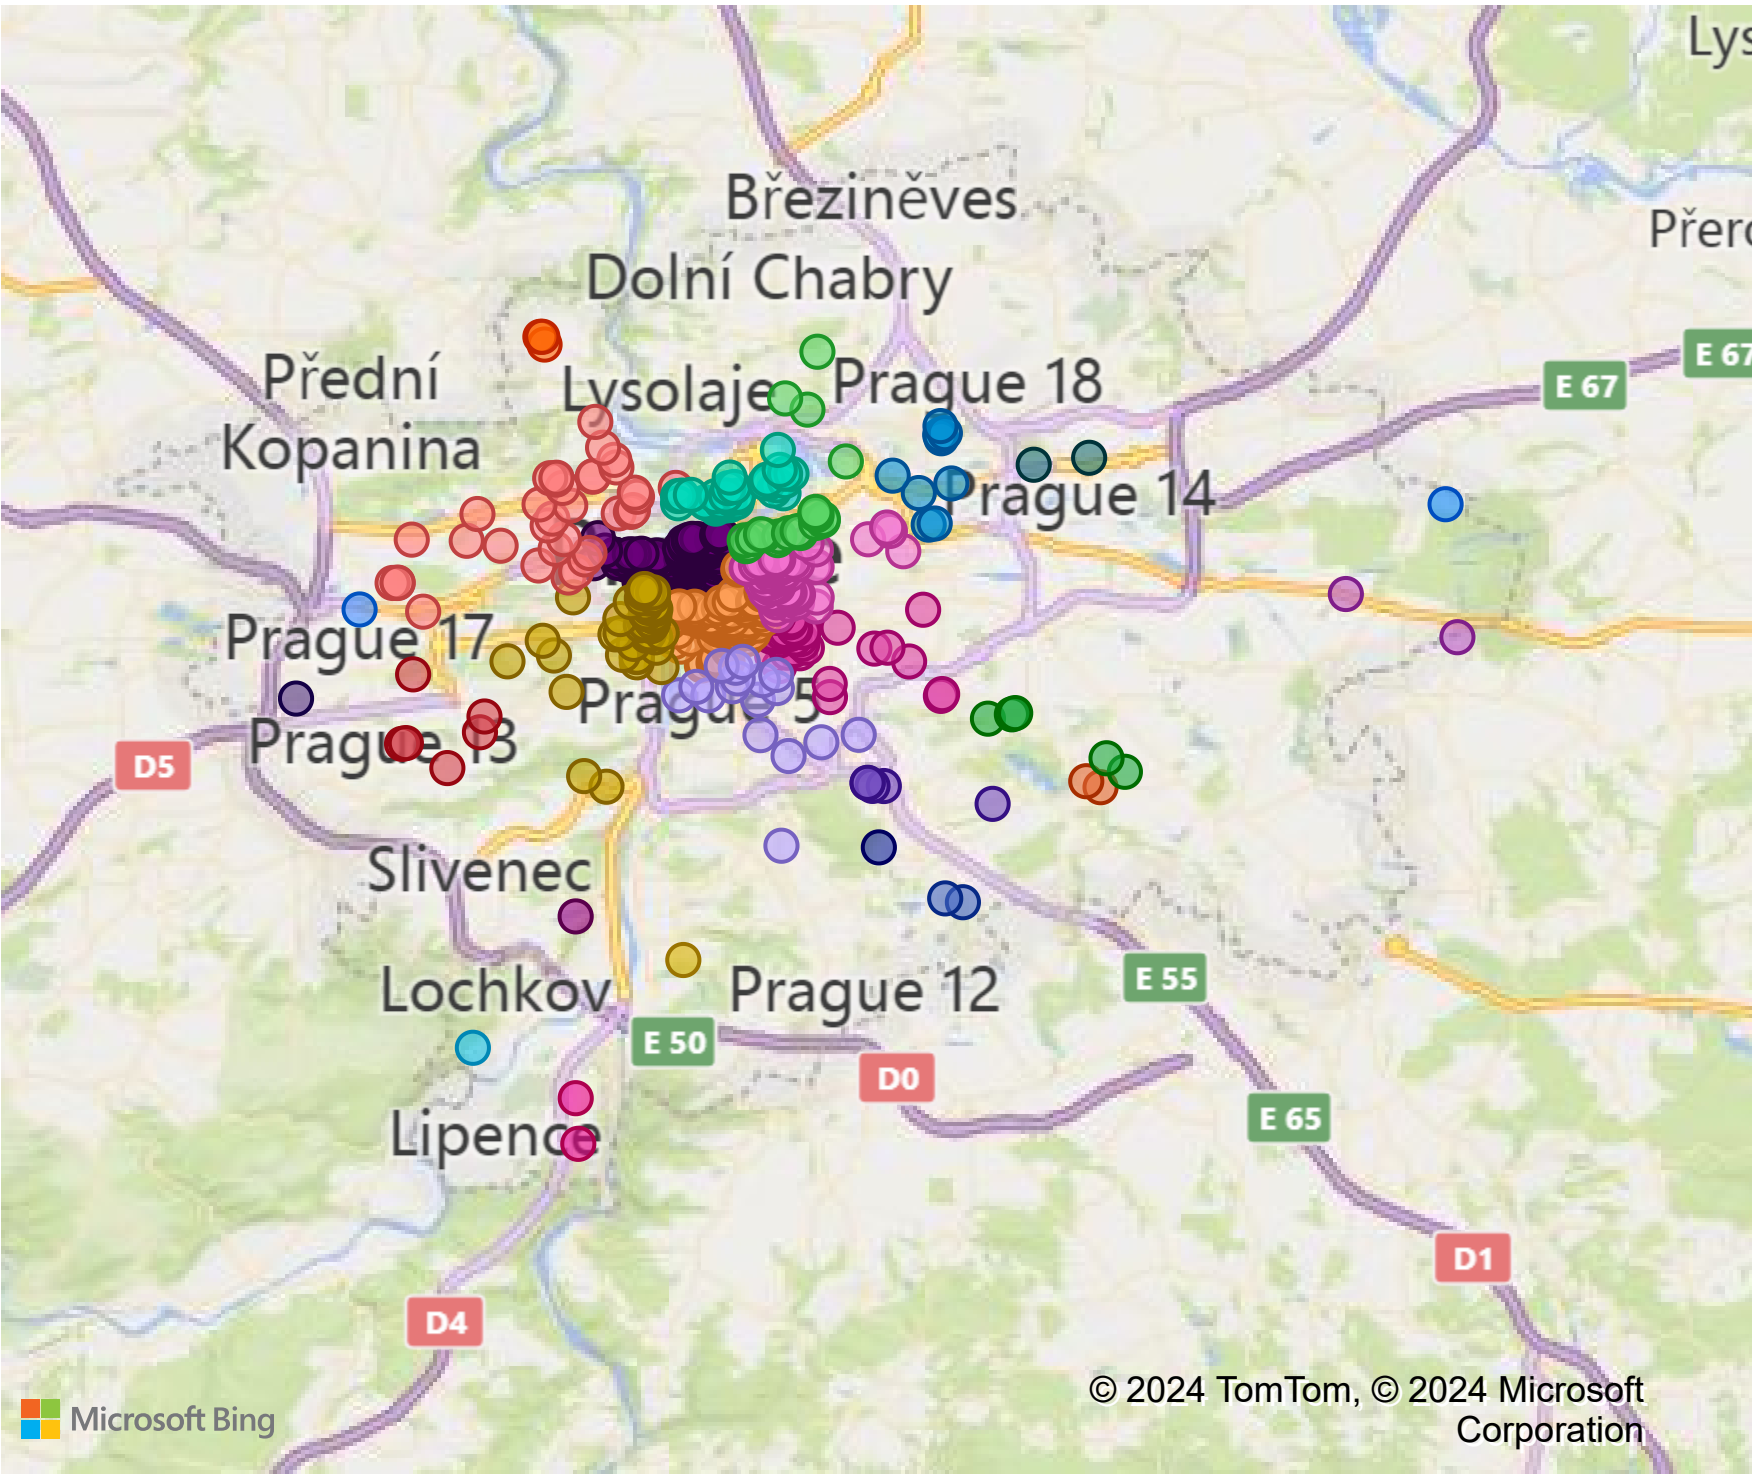 Lys
Březiněves
Přero
Dolní Chabry
E 67
Přední
Kopanina
Lysolaje
Prague 18
E 67
Prague 14
Prague 17
Prague 5
D5
Prague 13
Slivenec
Lochkov
Prague 12
E 55
E 50
D0
Lipence
E 65
D1
D4
© 2024 TomTom, © 2024 Microsoft
Corporation
Microsoft Bing